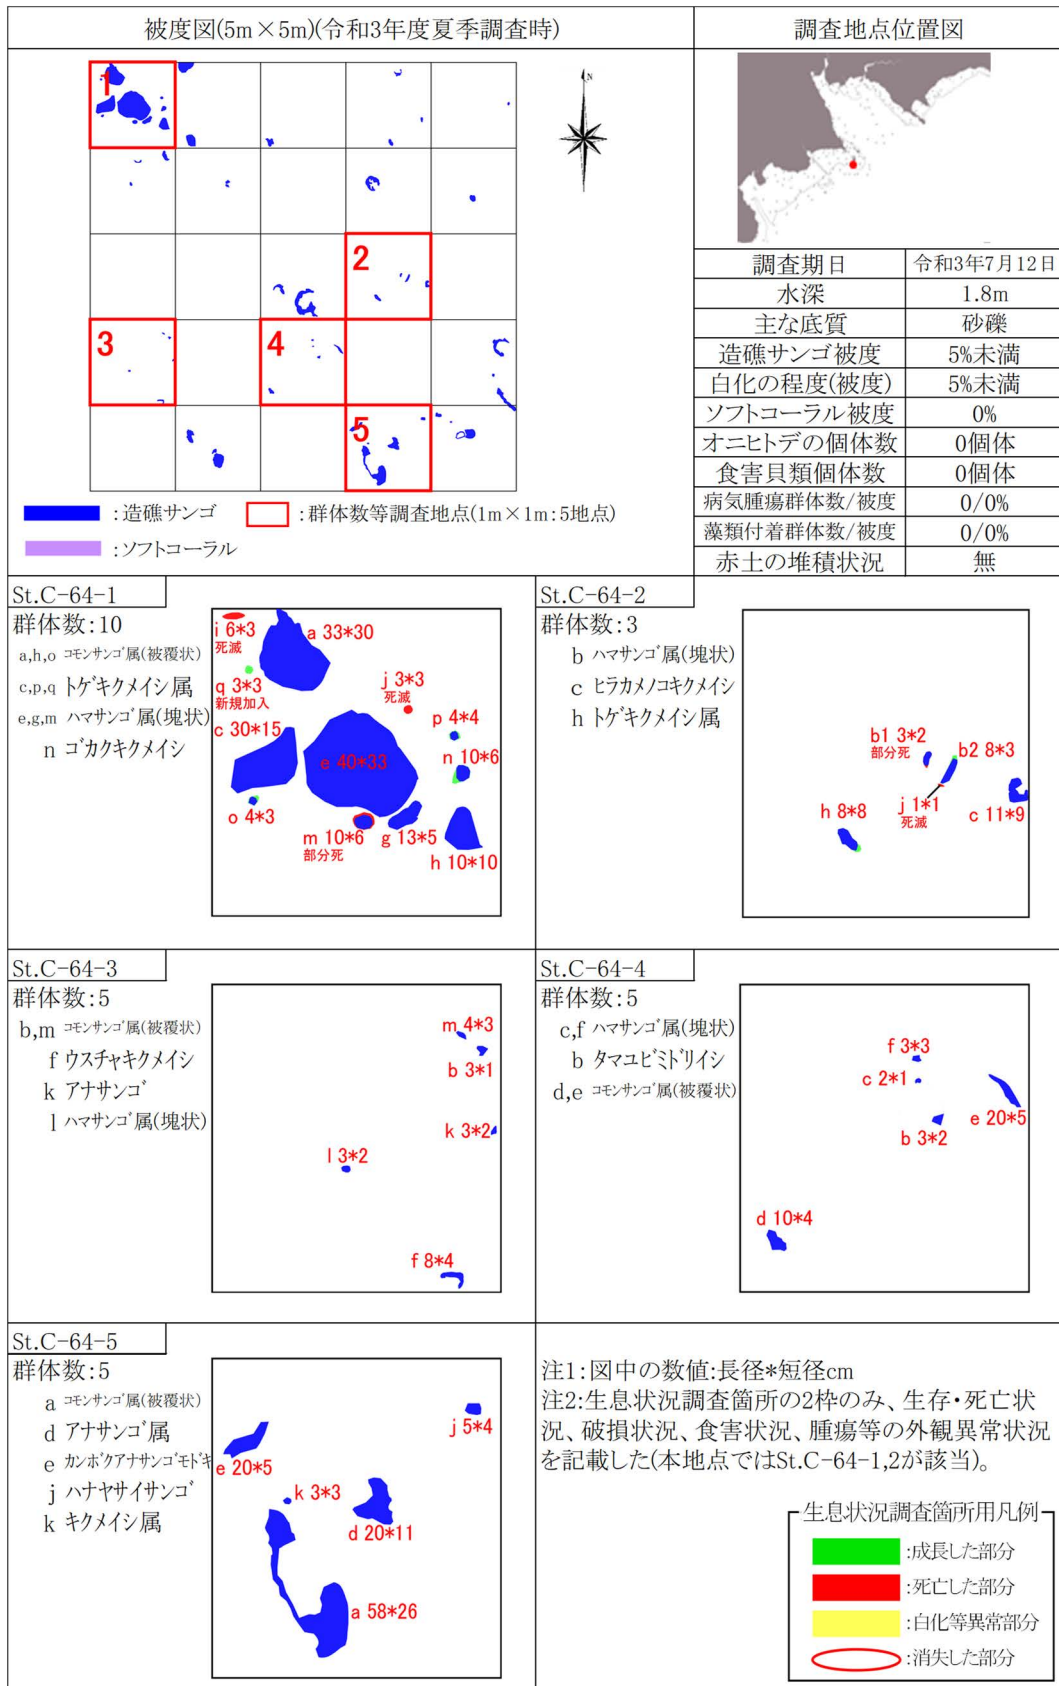 被度図(5m×5m)(令和3年度夏季調査時)
調査地点位置図
1
2
3
4
5
N
:造礁サンゴ
:群体数等調査地点(1m×1m:5地点)
:ソフトコーラル
調査期日 令和3年7月12日
水深 1.8m
主な底質 砂礫
造礁サンゴ被度 5%未満
白化の程度(被度) 5%未満
ソフトコーラル被度 0%
オニヒトデの個体数 0個体
食害貝類個体数 0個体
病気腫瘍群体数/被度 0/0%
藻類付着群体数/被度 0/0%
赤土の堆積状況 無
St.C-64-1
群体数:10
a,h,o コモンサンゴ属(被覆状)
c,p,q トゲキクメイシ属
e,g,m ハマサンゴ属(塊状)
n ゴカクキクメイシ
i 6*3
死滅
a 33*30
q 3*3
新規加入
j 3*3
死滅
c 30*15
p 4*4
e 40*33
n 10*6
o 4*3
m 10*6
部分死
g 13*5
h 10*10
St.C-64-2
群体数:3
b ハマサンゴ属(塊状)
c ヒラカメノコキクメイシ
h トゲキクメイシ属
b1 3*2
部分死
b2 8*3
h 8*8
j 1*1
死滅
c 11*9
St.C-64-3
群体数:5
b,m コモンサンゴ属(被覆状)
f ウスチャキクメイシ
k アナサンゴ
l ハマサンゴ属(塊状)
m 4*3
b 3*1
k 3*2
l 3*2
f 8*4
St.C-64-4
群体数:5
c,f ハマサンゴ属(塊状)
b タマユビミドリイシ
d,e コモンサンゴ属(被覆状)
f 3*3
c 2*1
e 20*5
b 3*2
d 10*4
St.C-64-5
群体数:5
a コモンサンゴ属(被覆状)
d アナサンゴ属
e カンボクアナサンゴモドキ
j ハナヤサイサンゴ
k キクメイシ属
j 5*4
e 20*5
k 3*3
d 20*11
a 58*26
注1:図中の数値:長径*短径cm
注2:生息状況調査箇所の2枠のみ、生存・死亡状
況、破損状況、食害状況、腫瘍等の外観異常状況
を記載した(本地点ではSt.C-64-1,2が該当)。
生息状況調査箇所用凡例
:成長した部分
:死亡した部分
:白化等異常部分
:消失した部分